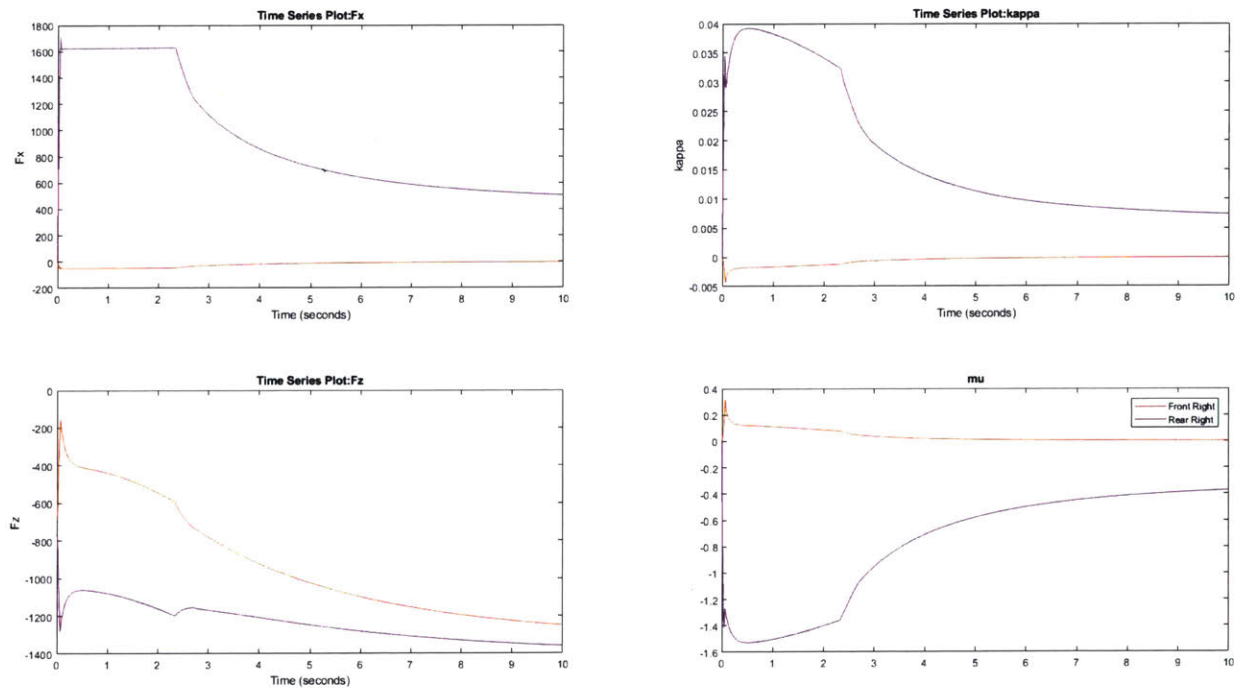 Time Series Plot:Fx
1800
1600
1400
1200
1000
800
600
400
200
0
-200
Fx
0 1 2 3 4 5 6 7 8 9 10
Time (seconds)
Time Series Plot:kappa
0.04
0.035
0.03
0.025
0.02
0.015
0.01
0.005
0
-0.005
kappa
0 1 2 3 4 5 6 7 8 9 10
Time (seconds)
Time Series Plot:Fz
0
-200
-400
-600
-800
-1000
-1200
-1400
Fz
0 1 2 3 4 5 6 7 8 9 10
Time (seconds)
mu
0.4
0.2
0
-0.2
-0.4
-0.6
-0.8
-1
-1.2
-1.4
-1.6
Front Right
Rear Right
0 1 2 3 4 5 6 7 8 9 10